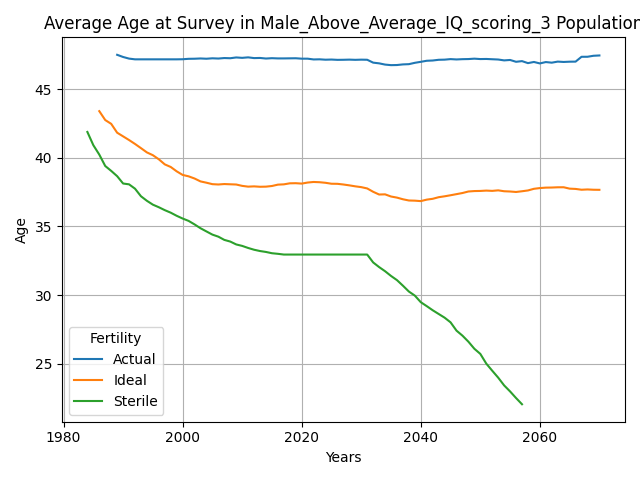 Average Age at Survey in Male_Above_Average_IQ_scoring_3 Population
Age
45
40
35
30
25
Fertility
Actual
Ideal
Sterile
1980
2000
2020
2040
2060
Years